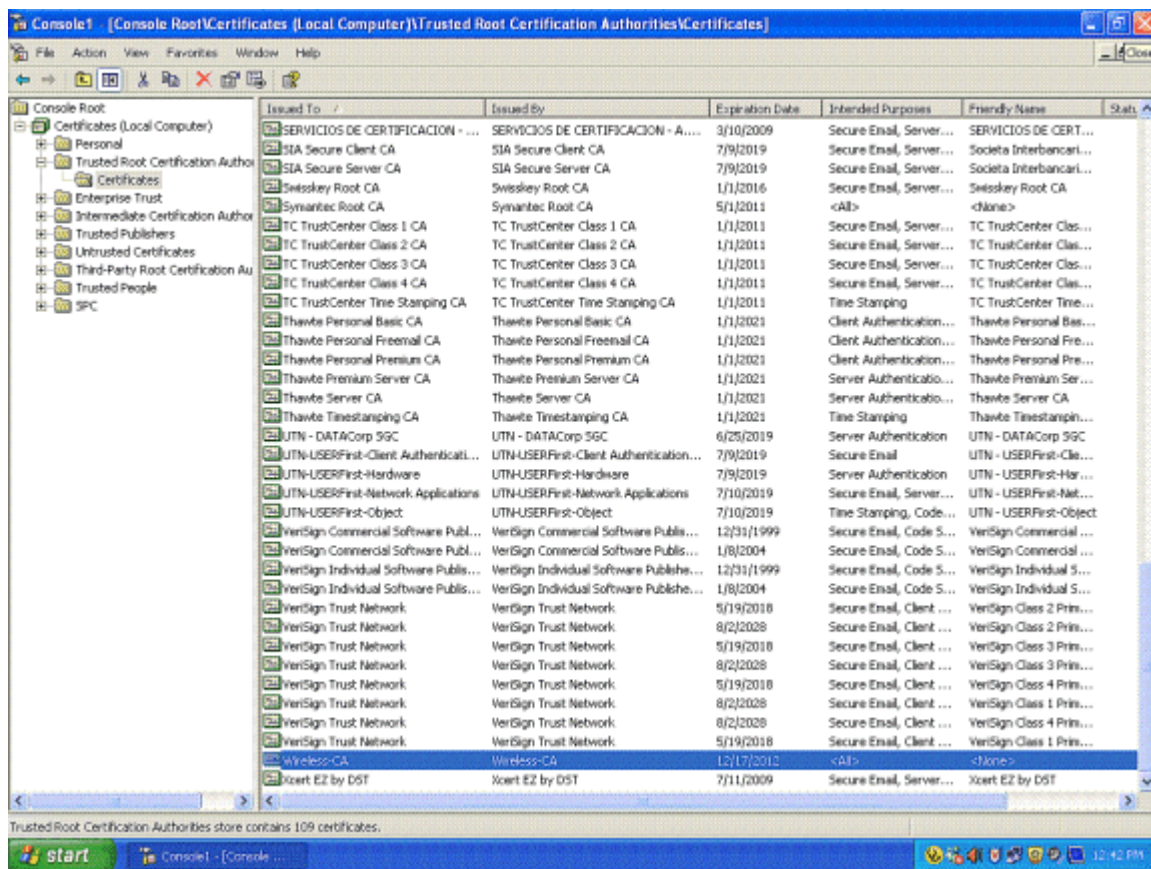 Console1 - [Console Root\Certificates (Local Computer)\Trusted Root Certification Authorities\Certificates]
File Action View Favorites Window Help
Close
Console Root
Certificates (Local Computer)
Personal
Trusted Root Certification Author
Certificates
Enterprise Trust
Intermediate Certification Author
Trusted Publishers
Untrusted Certificates
Third-Party Root Certification Au
Trusted People
SPC
Issued To Issued By Expiration Date Intended Purposes Friendly Name Statu
SERVICIOS DE CERTIFICACION - ... SERVICIOS DE CERTIFICACION - A.... 3/10/2009 Secure Email, Server... SERVICIOS DE CERT...
SIA Secure Client CA SIA Secure Client CA 7/9/2019 Secure Email, Server... Societa Interbancari...
SIA Secure Server CA SIA Secure Server CA 7/9/2019 Secure Email, Server... Societa Interbancari...
Swisskey Root CA Swisskey Root CA 1/1/2016 Secure Email, Server... Swisskey Root CA
Symantec Root CA Symantec Root CA 5/1/2011 <All> <None>
TC TrustCenter Class 1 CA TC TrustCenter Class 1 CA 1/1/2011 Secure Email, Server... TC TrustCenter Clas...
TC TrustCenter Class 2 CA TC TrustCenter Class 2 CA 1/1/2011 Secure Email, Server... TC TrustCenter Clas...
TC TrustCenter Class 3 CA TC TrustCenter Class 3 CA 1/1/2011 Secure Email, Server... TC TrustCenter Clas...
TC TrustCenter Class 4 CA TC TrustCenter Class 4 CA 1/1/2011 Secure Email, Server... TC TrustCenter Clas...
TC TrustCenter Time Stamping CA TC TrustCenter Time Stamping CA 1/1/2011 Time Stamping TC TrustCenter Time...
Thawte Personal Basic CA Thawte Personal Basic CA 1/1/2021 Client Authentication... Thawte Personal Bas...
Thawte Personal Freemail CA Thawte Personal Freemail CA 1/1/2021 Client Authentication... Thawte Personal Fre...
Thawte Personal Premium CA Thawte Personal Premium CA 1/1/2021 Client Authentication... Thawte Personal Pre...
Thawte Premium Server CA Thawte Premium Server CA 1/1/2021 Server Authenticatio... Thawte Premium Ser...
Thawte Server CA Thawte Server CA 1/1/2021 Server Authenticatio... Thawte Server CA
Thawte Timestamping CA Thawte Timestamping CA 1/1/2021 Time Stamping Thawte Timestampin...
UTN - DATACorp SGC UTN - DATACorp SGC 6/25/2019 Server Authentication UTN - DATACorp SGC
UTN-USERFirst-Client Authenticati... UTN-USERFirst-Client Authentication... 7/9/2019 Secure Email UTN - USERFirst-Clie...
UTN-USERFirst-Hardware UTN-USERFirst-Hardware 7/9/2019 Server Authentication UTN - USERFirst-Har...
UTN-USERFirst-Network Applications UTN-USERFirst-Network Applications 7/10/2019 Secure Email, Server... UTN - USERFirst-Net...
UTN-USERFirst-Object UTN-USERFirst-Object 7/10/2019 Time Stamping, Code... UTN - USERFirst-Object
VeriSign Commercial Software Publ... VeriSign Commercial Software Publis... 12/31/1999 Secure Email, Code S... VeriSign Commercial ...
VeriSign Commercial Software Publ... VeriSign Commercial Software Publis... 1/8/2004 Secure Email, Code S... VeriSign Commercial ...
VeriSign Individual Software Publis... VeriSign Individual Software Publishe... 12/31/1999 Secure Email, Code S... VeriSign Individual S...
VeriSign Individual Software Publis... VeriSign Individual Software Publishe... 1/8/2004 Secure Email, Code S... VeriSign Individual S...
VeriSign Trust Network VeriSign Trust Network 5/19/2018 Secure Email, Client ... VeriSign Class 2 Prim...
VeriSign Trust Network VeriSign Trust Network 8/2/2028 Secure Email, Client ... VeriSign Class 2 Prim...
VeriSign Trust Network VeriSign Trust Network 5/19/2018 Secure Email, Client ... VeriSign Class 3 Prim...
VeriSign Trust Network VeriSign Trust Network 8/2/2028 Secure Email, Client ... VeriSign Class 3 Prim...
VeriSign Trust Network VeriSign Trust Network 5/19/2018 Secure Email, Client ... VeriSign Class 4 Prim...
VeriSign Trust Network VeriSign Trust Network 8/2/2028 Secure Email, Client ... VeriSign Class 1 Prim...
VeriSign Trust Network VeriSign Trust Network 8/2/2028 Secure Email, Client ... VeriSign Class 4 Prim...
VeriSign Trust Network VeriSign Trust Network 5/19/2018 Secure Email, Client ... VeriSign Class 1 Prim...
Wireless-CA Wireless-CA 12/17/2012 <All> <None>
Xcert EZ by DST Xcert EZ by DST 7/11/2009 Secure Email, Server... Xcert EZ by DST
Trusted Root Certification Authorities store contains 109 certificates.
start Console1 - [Console ... 12:42 PM